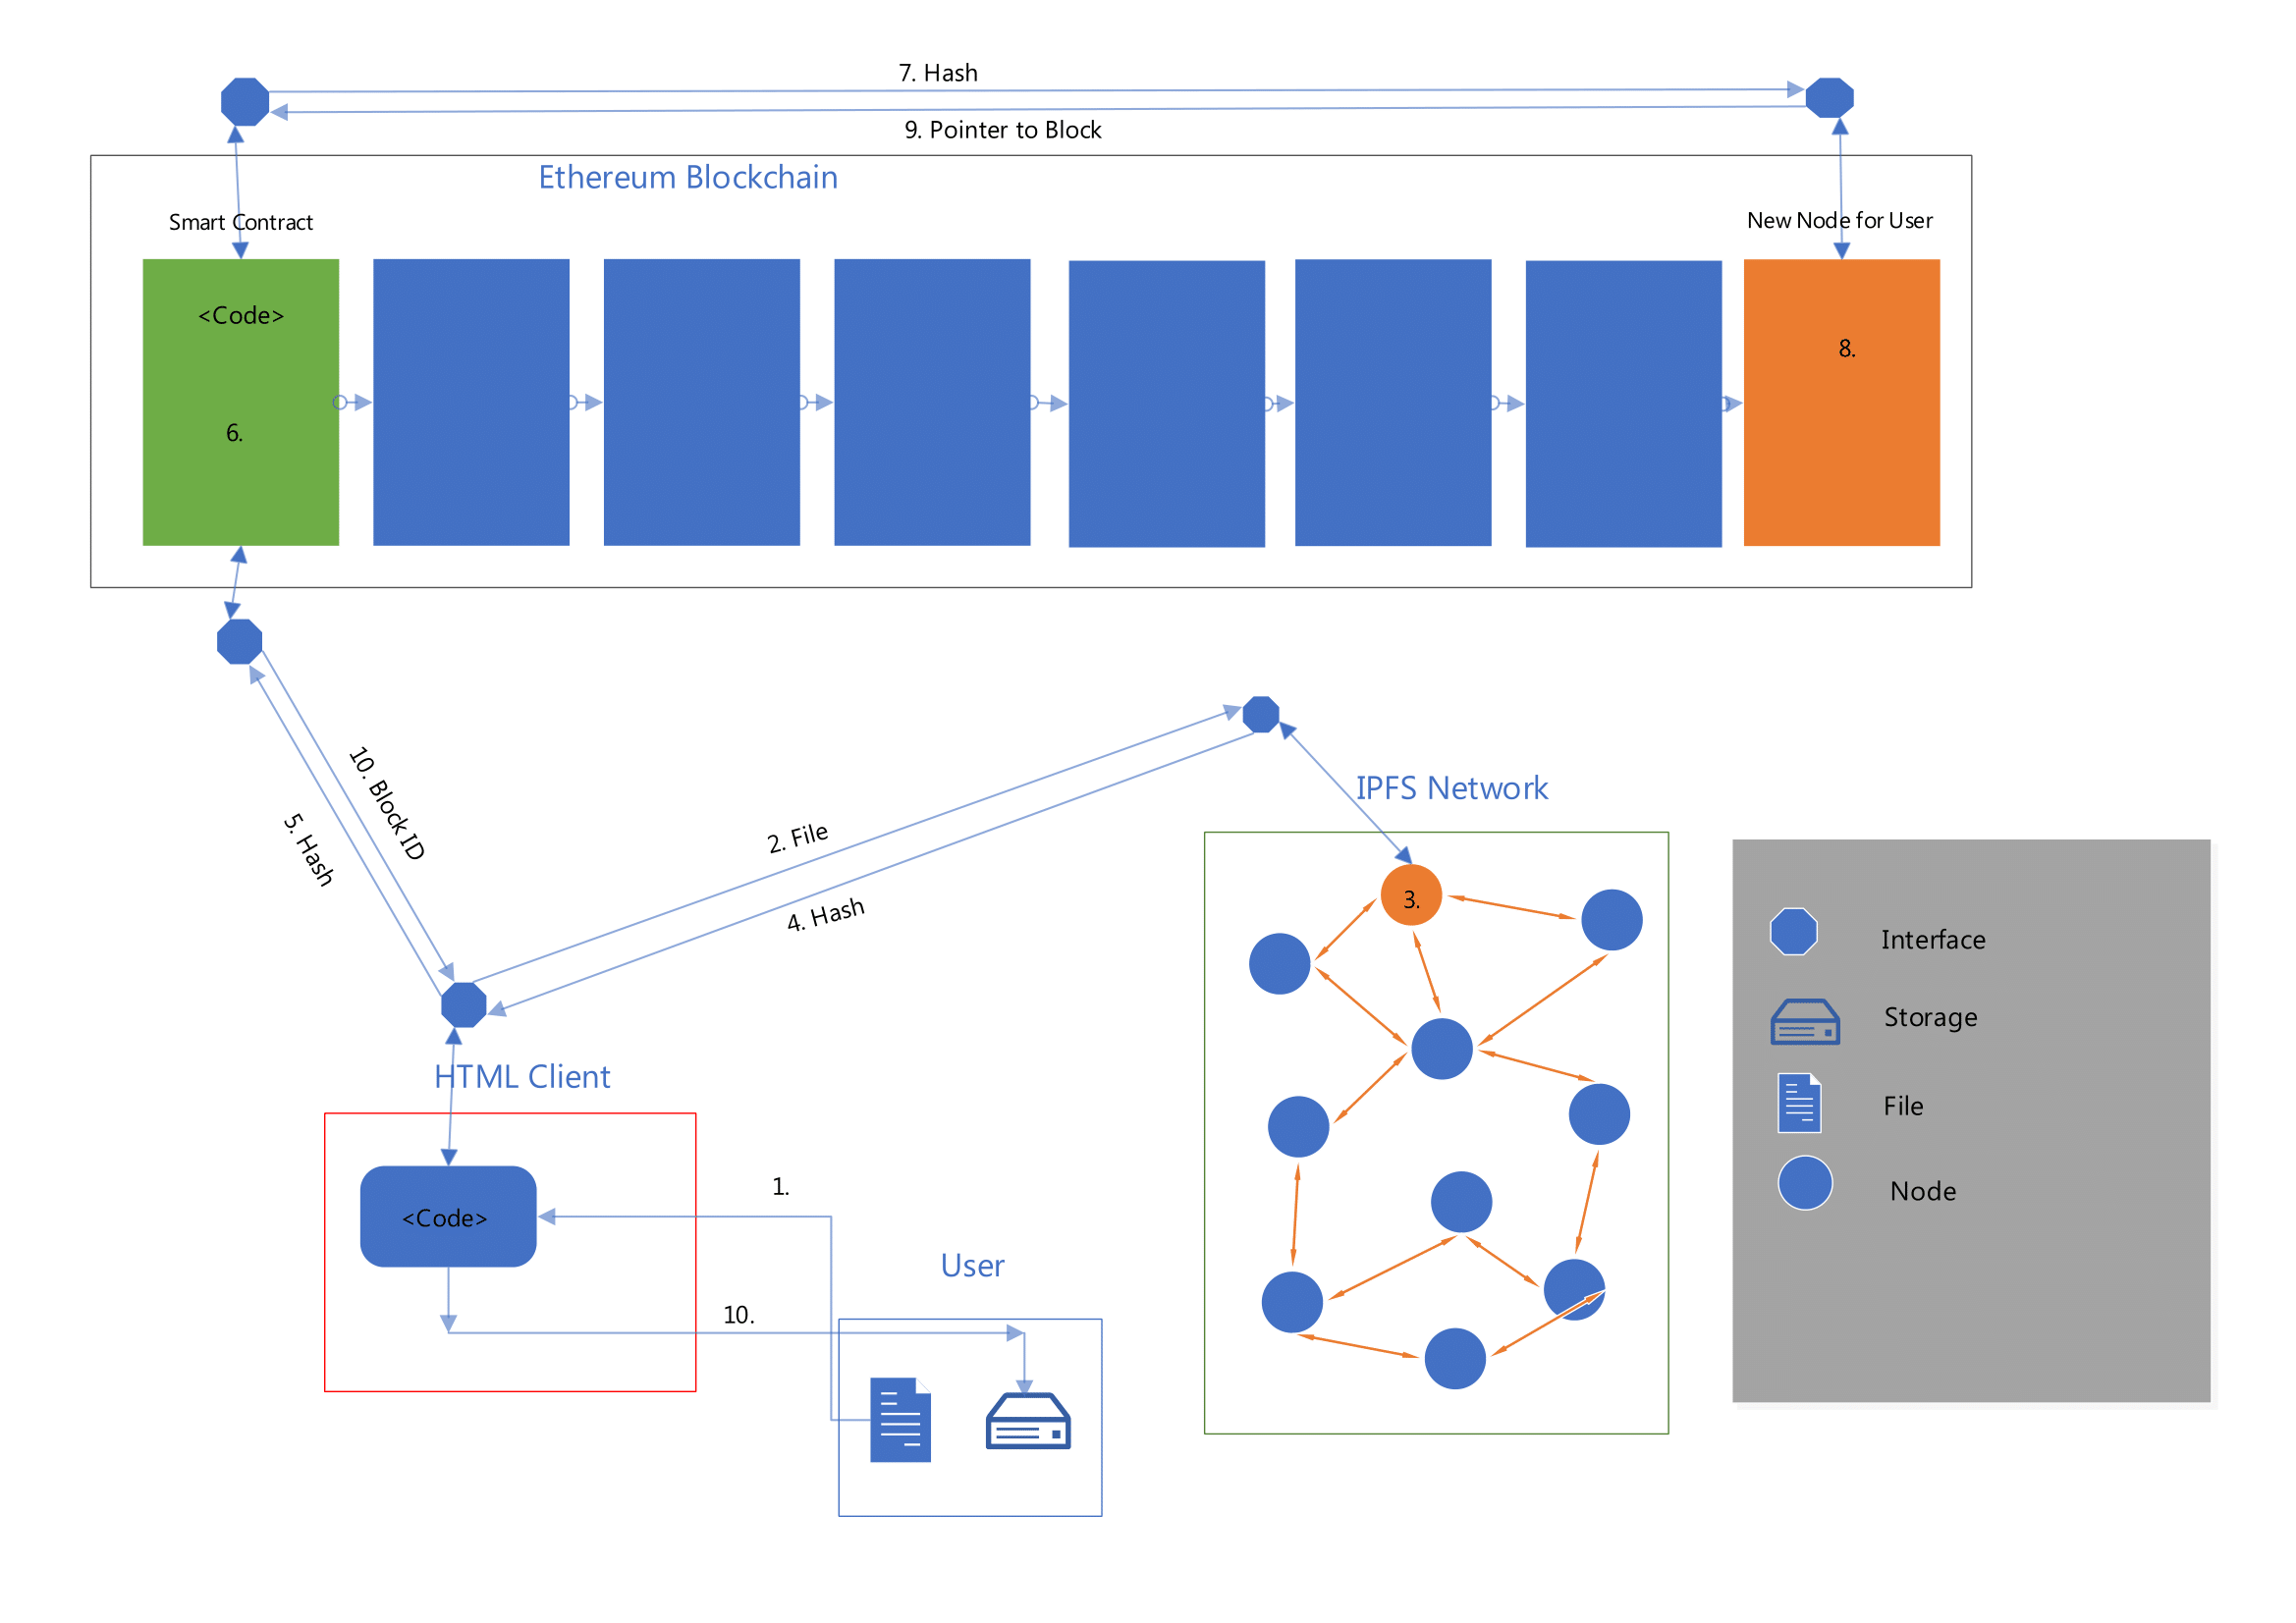 7. Hash
9. Pointer to Block
Ethereum Blockchain
Smart Contract
New Node for User
<Code>
8.
6.
10. Block ID
5. Hash
2. File
4. Hash
IPFS Network
3.
Interface
Storage
File
Node
HTML Client
<Code>
1.
User
10.